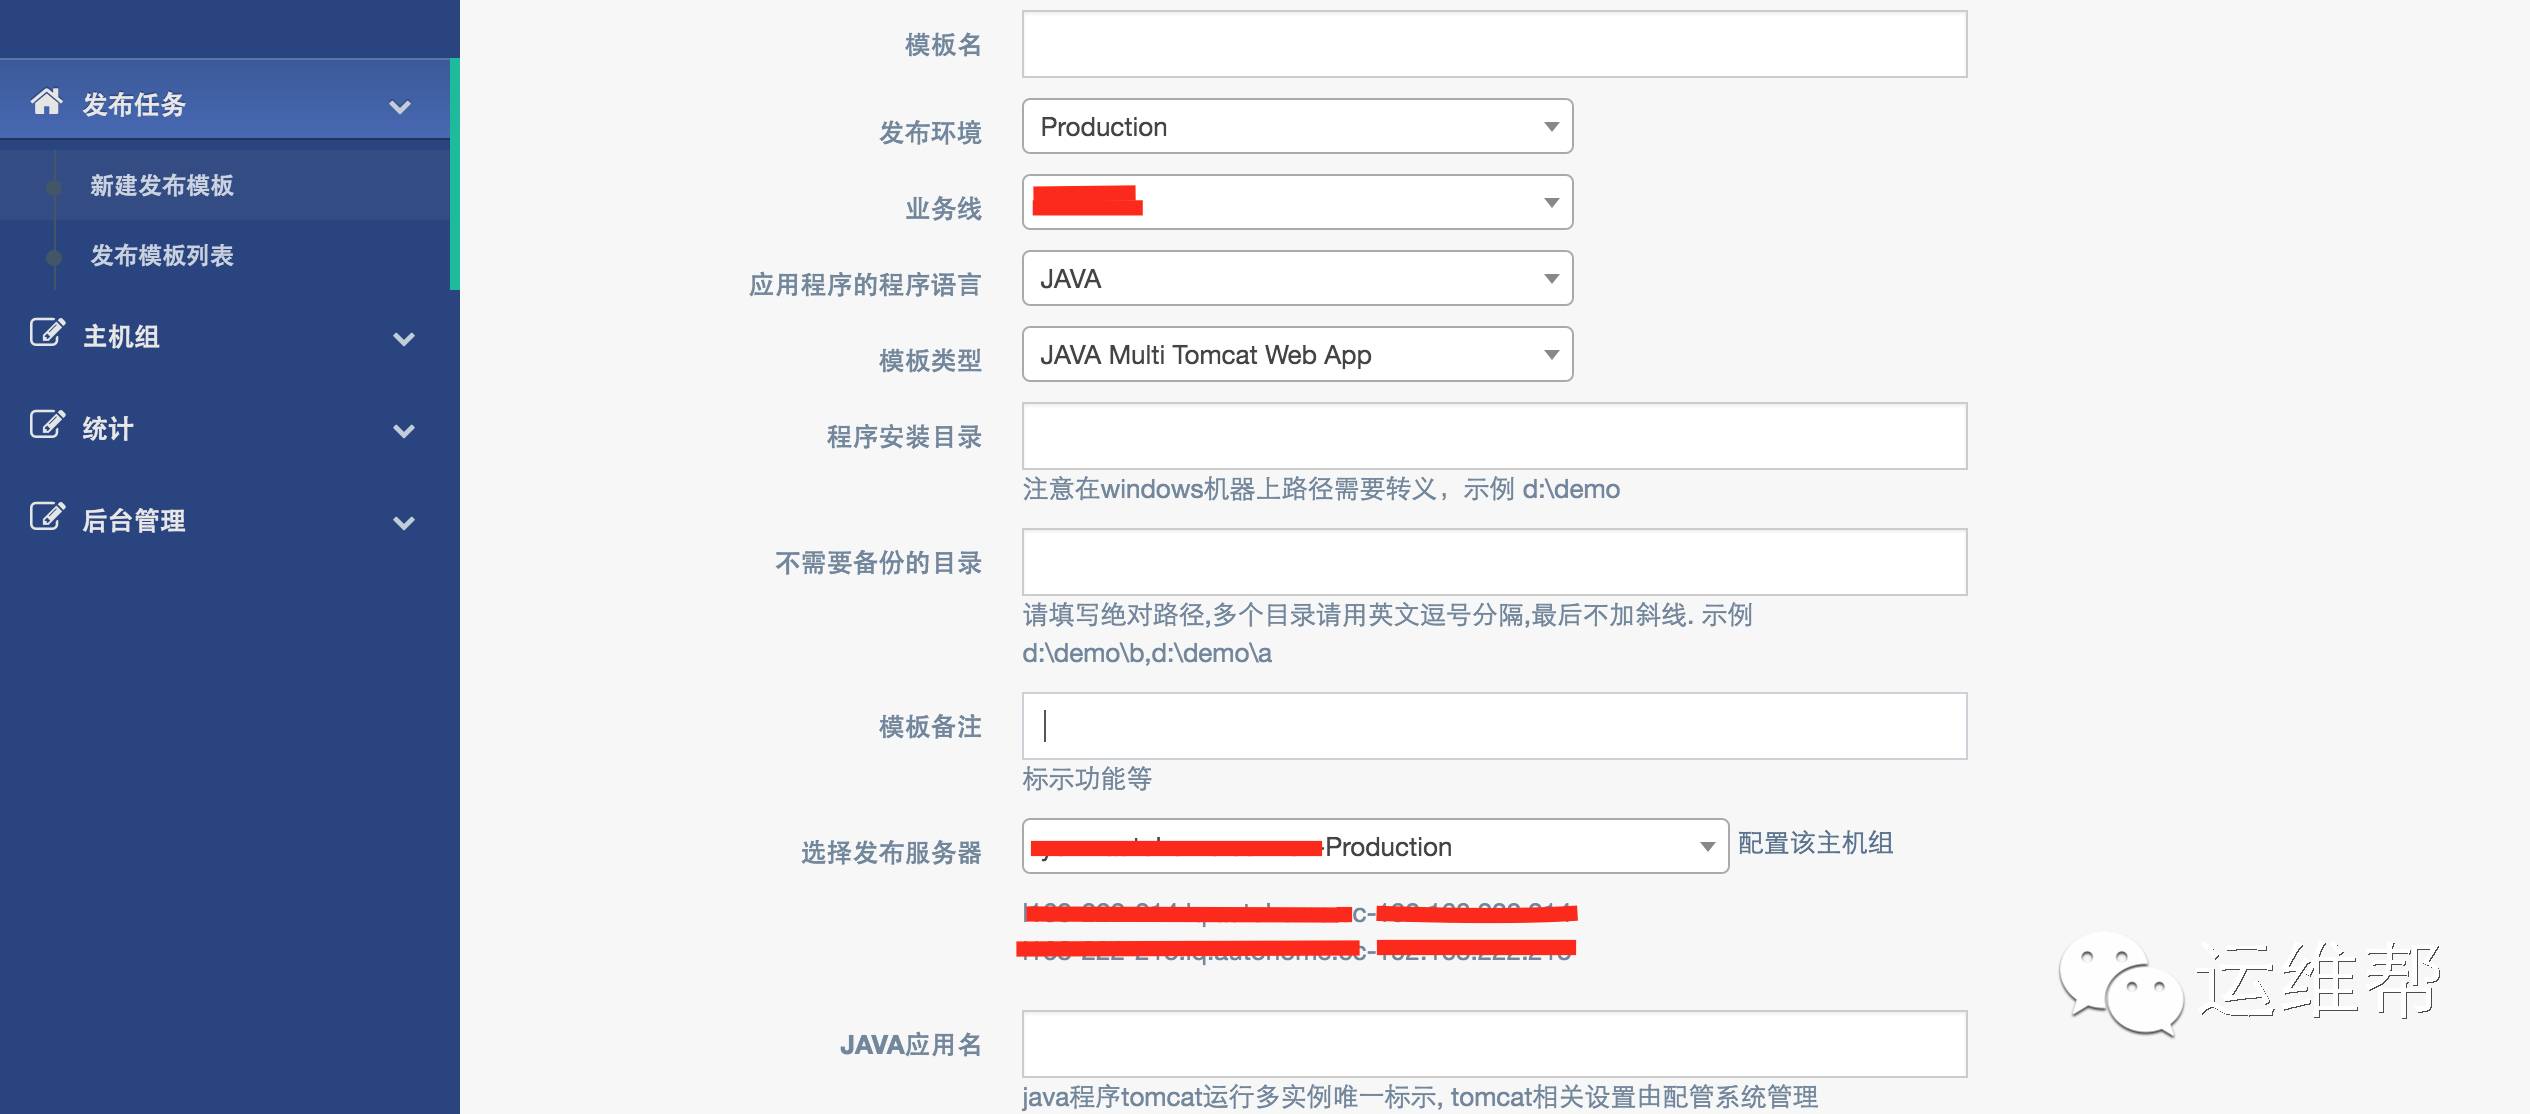 发布任务
新建发布模板
发布模板列表
主机组
统计
后台管理
模板名
发布环境 Production
业务线
应用程序的程序语言 JAVA
模板类型 JAVA Multi Tomcat Web App
程序安装目录
注意在windows机器上路径需要转义，示例 d:\demo
不需要备份的目录
请填写绝对路径,多个目录请用英文逗号分隔,最后不加斜线. 示例
d:\demo\b,d:\demo\a
模板备注
标示功能等
选择发布服务器 -Production 配置该主机组
c-
c-
JAVA应用名
java程序tomcat运行多实例唯一标示, tomcat相关设置由配管系统管理
运维帮